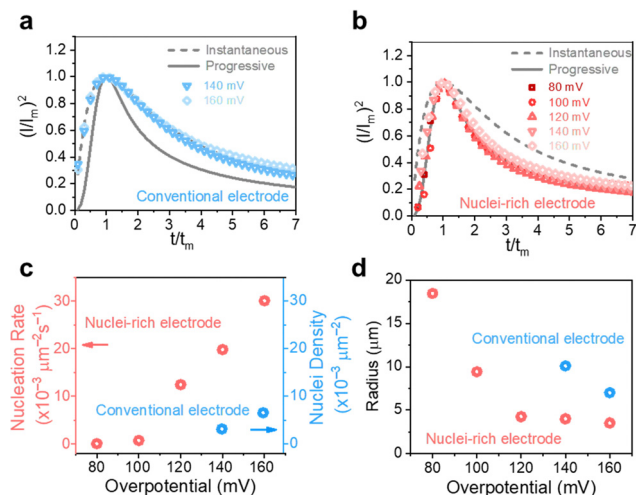 a
Instantaneous
Progressive
140 mV
160 mV
Conventional electrode
(I/Im)2
1.2
1.0
0.8
0.6
0.4
0.2
0.0
0 1 2 3 4 5 6 7
t/tm
b
Instantaneous
Progressive
80 mV
100 mV
120 mV
140 mV
160 mV
Nuclei-rich electrode
(I/Im)2
1.2
1.0
0.8
0.6
0.4
0.2
0.0
0 1 2 3 4 5 6 7
t/tm
c
Nucleation Rate
(x10−3 μm−2s−1)
30
20
10
0
Nuclei-rich electrode
Conventional electrode
30
20
10
0
Nuclei Density
(x10−3 μm−2)
80 100 120 140 160
Overpotential (mV)
d
Radius (μm)
20
15
10
5
0
Conventional electrode
Nuclei-rich electrode
80 100 120 140 160
Overpotential (mV)